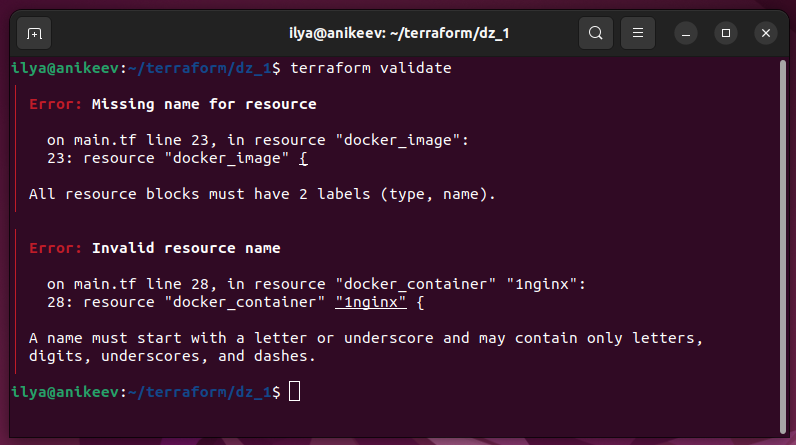 ilya@anikeev: ~/terraform/dz_1
ilya@anikeev:~/terraform/dz_1$ terraform validate
Error: Missing name for resource
on main.tf line 23, in resource "docker_image":
23: resource "docker_image" {
All resource blocks must have 2 labels (type, name).
Error: Invalid resource name
on main.tf line 28, in resource "docker_container" "1nginx":
28: resource "docker_container" "1nginx" {
A name must start with a letter or underscore and may contain only letters,
digits, underscores, and dashes.
ilya@anikeev:~/terraform/dz_1$